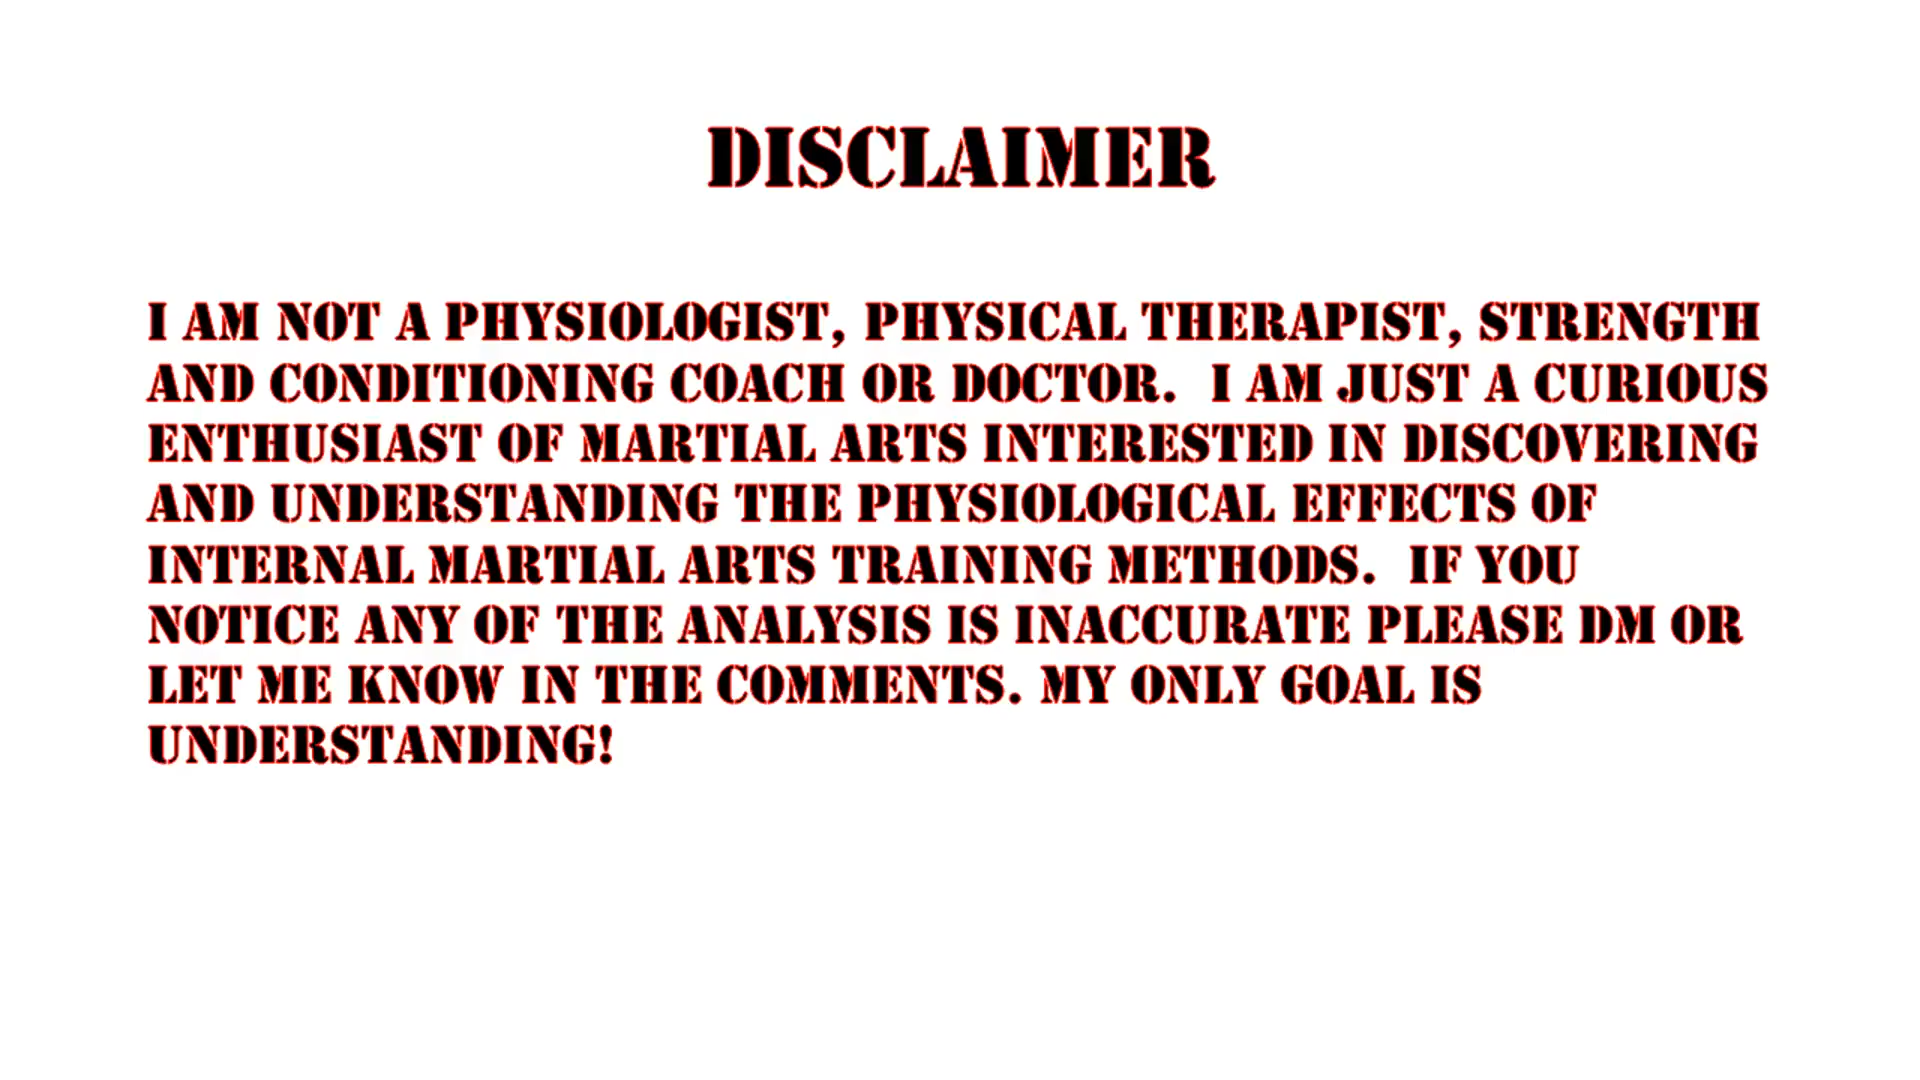 DISCLAIMER
I AM NOT A PHYSIOLOGIST, PHYSICAL THERAPIST, STRENGTH
AND CONDITIONING COACH OR DOCTOR.  I AM JUST A CURIOUS
ENTHUSIAST OF MARTIAL ARTS INTERESTED IN DISCOVERING
AND UNDERSTANDING THE PHYSIOLOGICAL EFFECTS OF
INTERNAL MARTIAL ARTS TRAINING METHODS.  IF YOU
NOTICE ANY OF THE ANALYSIS IS INACCURATE PLEASE DM OR
LET ME KNOW IN THE COMMENTS. MY ONLY GOAL IS
UNDERSTANDING!